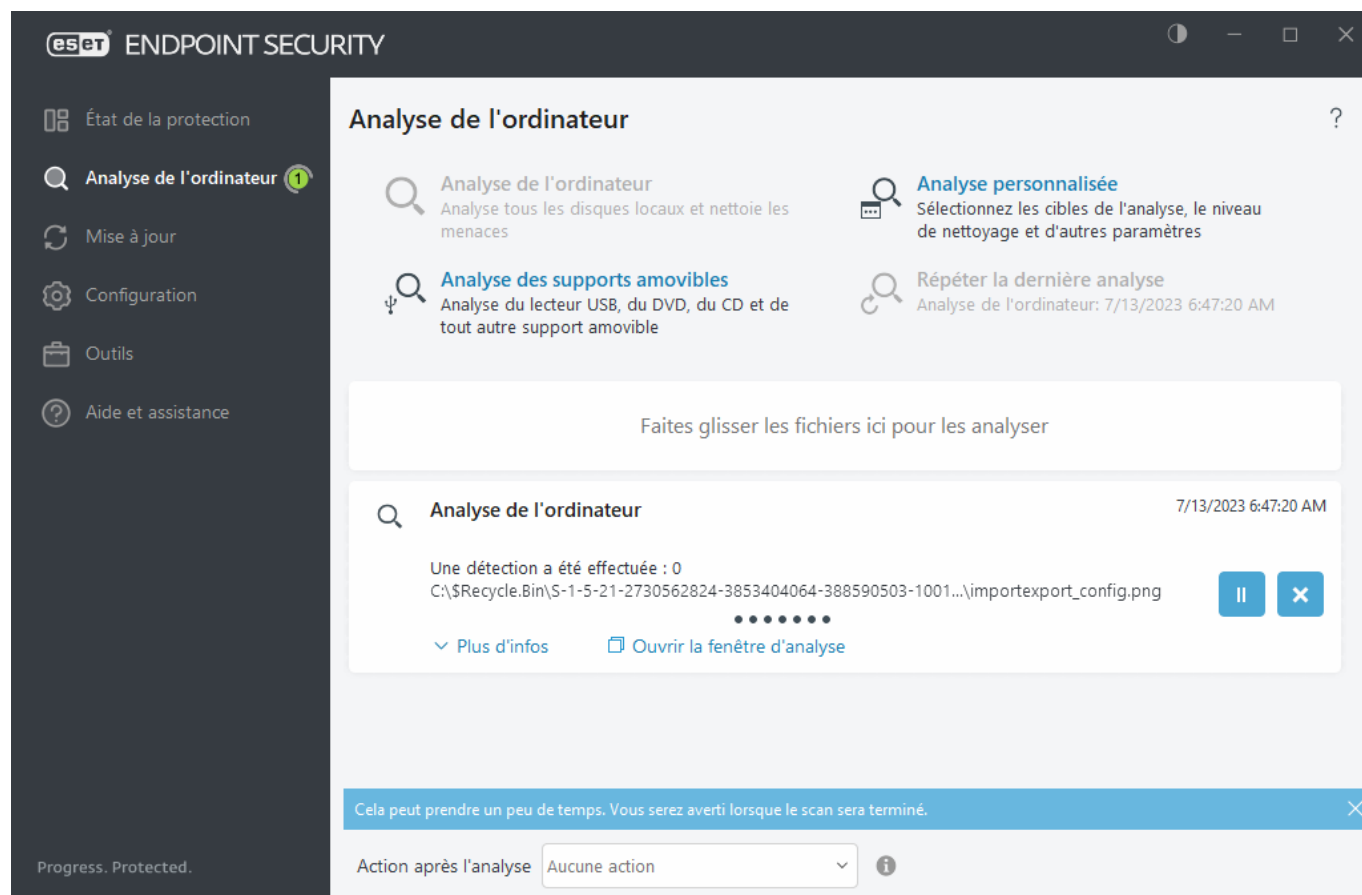 eset ENDPOINT SECURITY
État de la protection
Analyse de l'ordinateur 1
Mise à jour
Configuration
Outils
Aide et assistance
Progress. Protected.
Analyse de l'ordinateur
?
Analyse de l'ordinateur
Analyse tous les disques locaux et nettoie les
menaces
Analyse personnalisée
Sélectionnez les cibles de l'analyse, le niveau
de nettoyage et d'autres paramètres
Analyse des supports amovibles
Analyse du lecteur USB, du DVD, du CD et de
tout autre support amovible
Répéter la dernière analyse
Analyse de l'ordinateur: 7/13/2023 6:47:20 AM
Faites glisser les fichiers ici pour les analyser
Analyse de l'ordinateur
7/13/2023 6:47:20 AM
Une détection a été effectuée : 0
C:\$Recycle.Bin\S-1-5-21-2730562824-3853404064-388590503-1001...\importexport_config.png
Plus d'infos
Ouvrir la fenêtre d'analyse
Cela peut prendre un peu de temps. Vous serez averti lorsque le scan sera terminé.
Action après l'analyse Aucune action